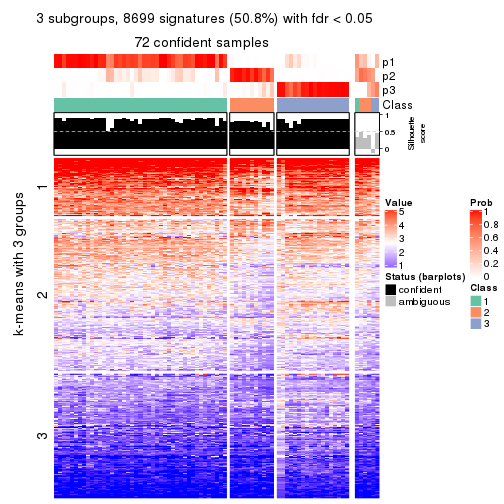 3 subgroups, 8699 signatures (50.8%) with fdr < 0.05
72 confident samples
p1
p2
p3
Class
1
0.5
0
Silhouette
score
k-means with 3 groups
1
2
3
Value
5
4
3
2
1
Status (barplots)
confident
ambiguous
Prob
1
0.8
0.6
0.4
0.2
0
Class
1
2
3